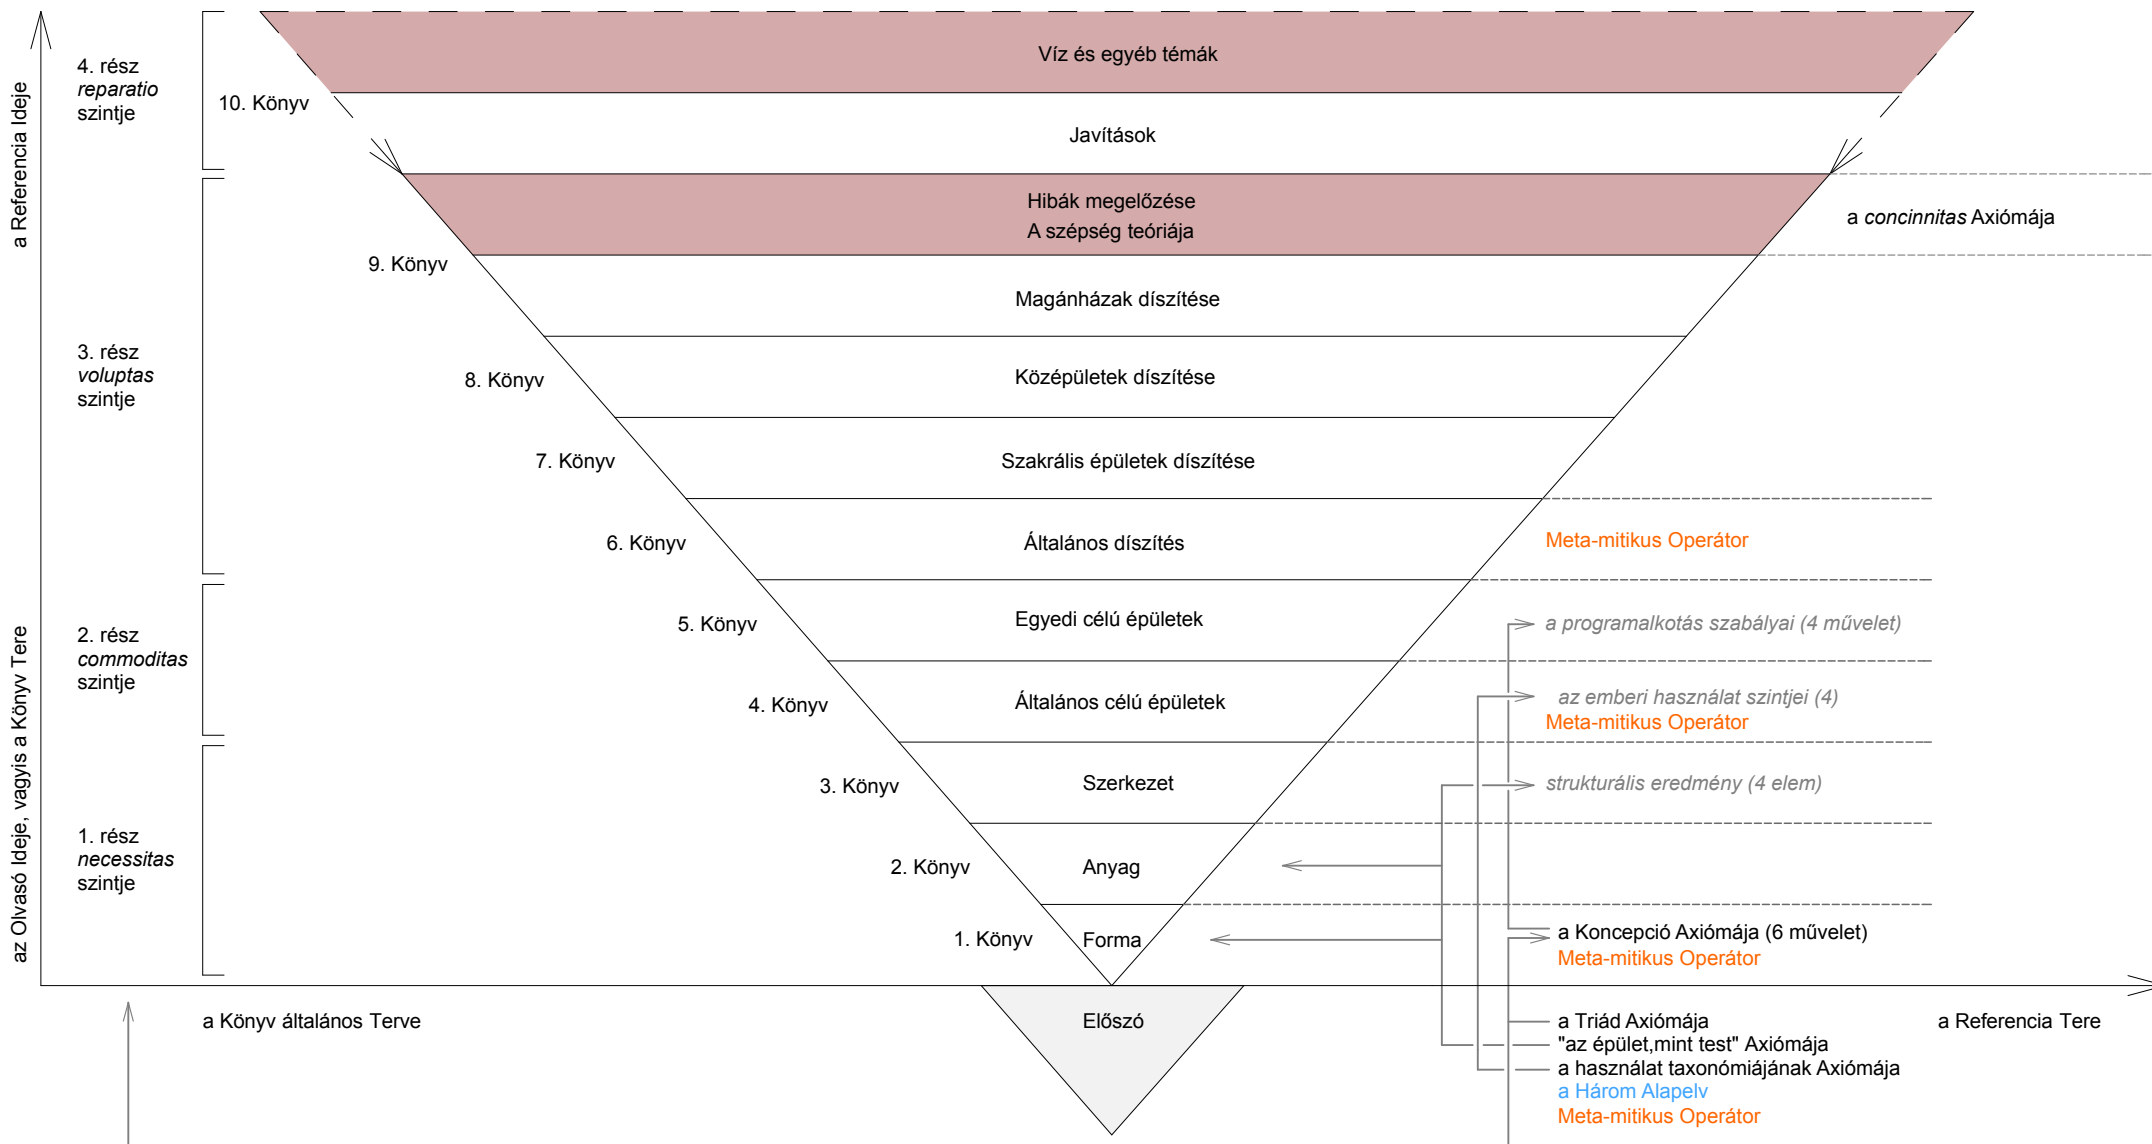 a Referencia Ideje
az Olvasó Ideje, vagyis a Könyv Tere
4. rész
reparatio
szintje
10. Könyv
Víz és egyéb témák
Javítások
3. rész
voluptas
szintje
Hibák megelőzése
A szépség teóriája
a concinnitas Axiómája
9. Könyv
Magánházak díszítése
8. Könyv
Középületek díszítése
7. Könyv
Szakrális épületek díszítése
6. Könyv
Általános díszítés
Meta-mitikus Operátor
2. rész
commoditas
szintje
5. Könyv
Egyedi célú épületek
a programalkotás szabályai (4 művelet)
4. Könyv
Általános célú épületek
az emberi használat szintjei (4)
Meta-mitikus Operátor
1. rész
necessitas
szintje
3. Könyv
Szerkezet
strukturális eredmény (4 elem)
2. Könyv
Anyag
1. Könyv
Forma
a Koncepció Axiómája (6 művelet)
Meta-mitikus Operátor
a Könyv általános Terve
Előszó
a Triád Axiómája
a Referencia Tere
"az épület,mint test" Axiómája
a használat taxonómiájának Axiómája
a Három Alapelv
Meta-mitikus Operátor